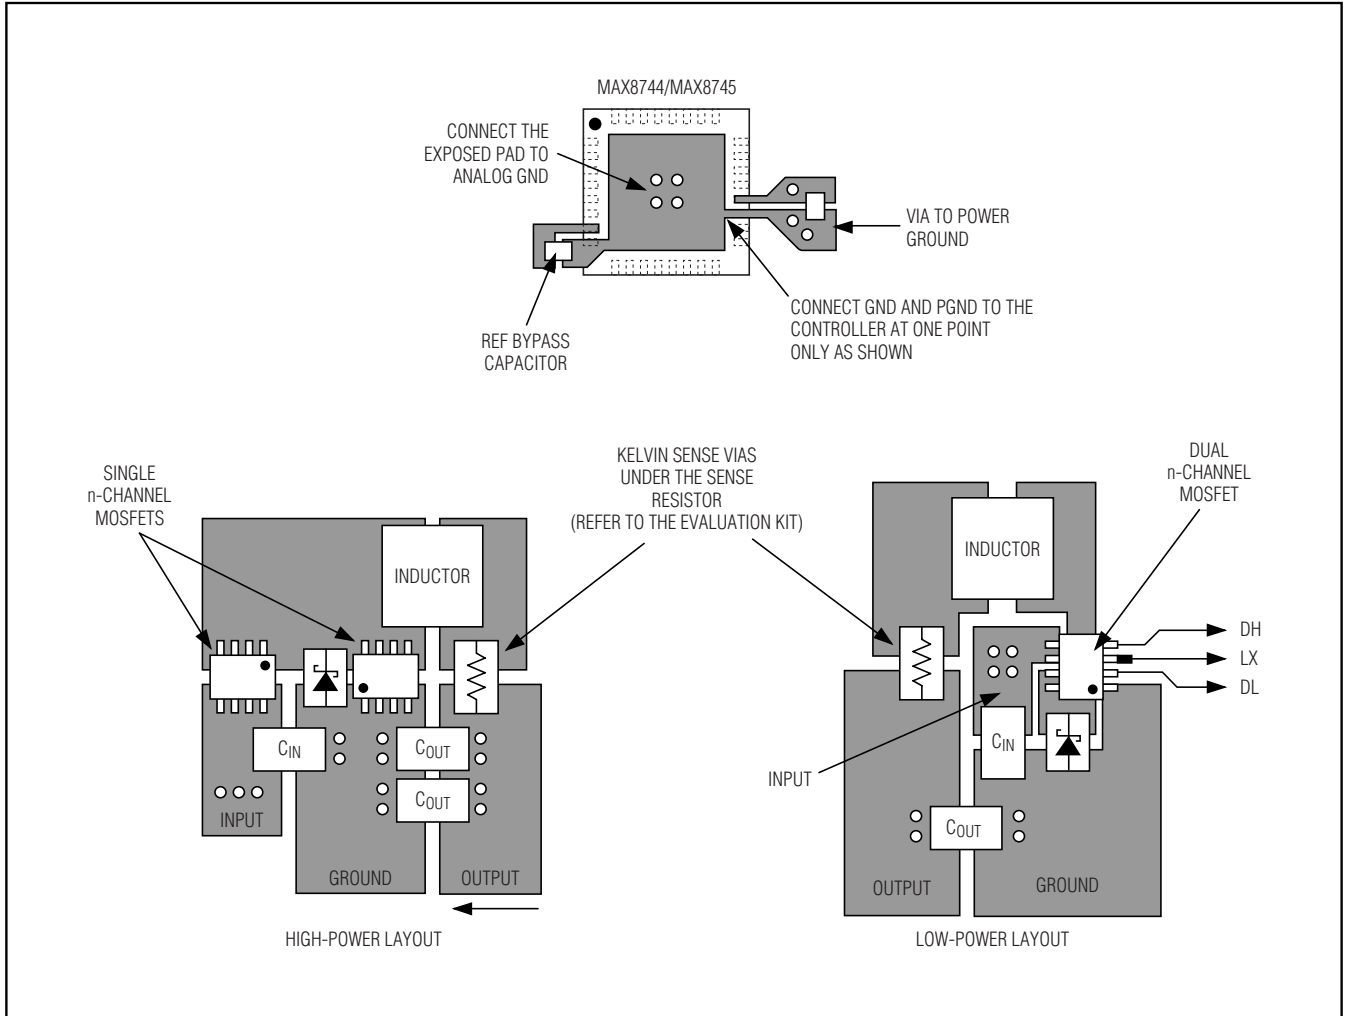 MAX8744/MAX8745
CONNECT THE
EXPOSED PAD TO
ANALOG GND
VIA TO POWER
GROUND
CONNECT GND AND PGND TO THE
CONTROLLER AT ONE POINT
ONLY AS SHOWN
REF BYPASS
CAPACITOR
SINGLE
n-CHANNEL
MOSFETS
KELVIN SENSE VIAS
UNDER THE SENSE
RESISTOR
(REFER TO THE EVALUATION KIT)
DUAL
n-CHANNEL
MOSFET
INDUCTOR
CIN
COUT
COUT
INPUT
GROUND
OUTPUT
HIGH-POWER LAYOUT
INDUCTOR
DH
LX
DL
CIN
INPUT
COUT
OUTPUT
GROUND
LOW-POWER LAYOUT